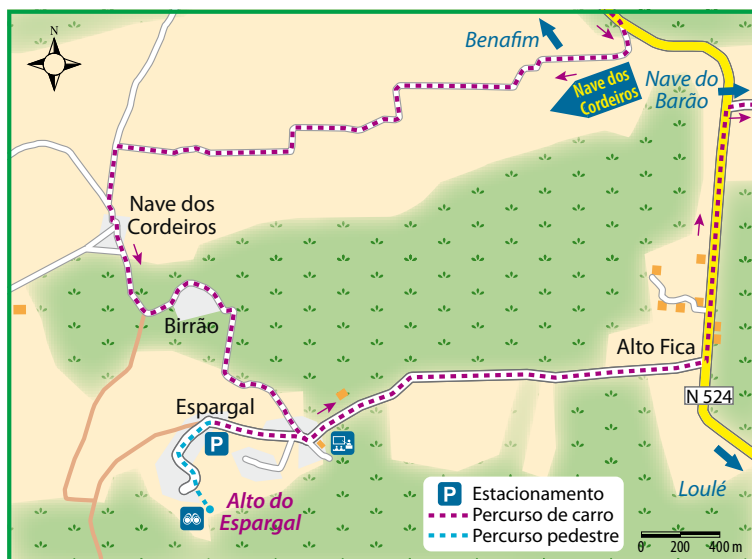 N
Benafim
Nave dos
Cordeiros
Nave do
Barão
Nave dos
Cordeiros
Birrão
Alto Fica
Espargal
N 524
P
Alto do
Espargal
Loulé
P Estacionamento
Percurso de carro
Percurso pedestre
0 200 400 m